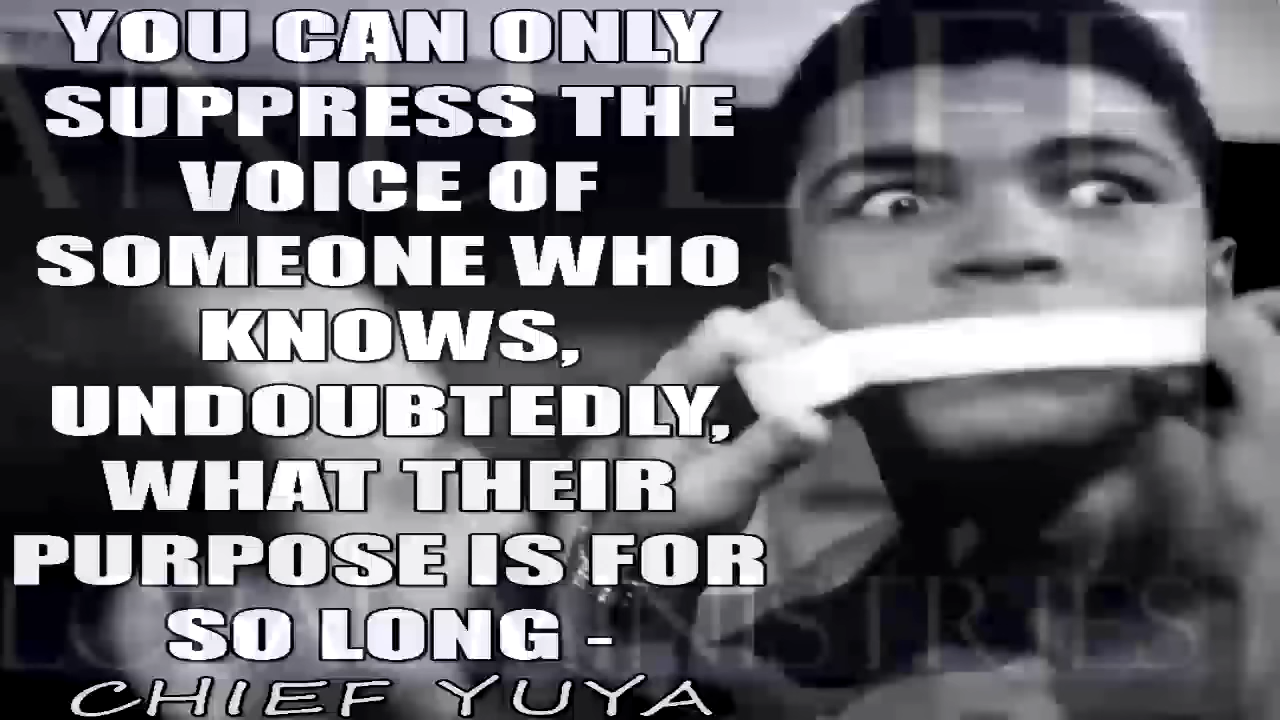 YOU CAN ONLY
SUPPRESS THE
VOICE OF
SOMEONE WHO
KNOWS,
UNDOUBTEDLY,
WHAT THEIR
PURPOSE IS FOR
SO LONG -
CHIEF YUYA